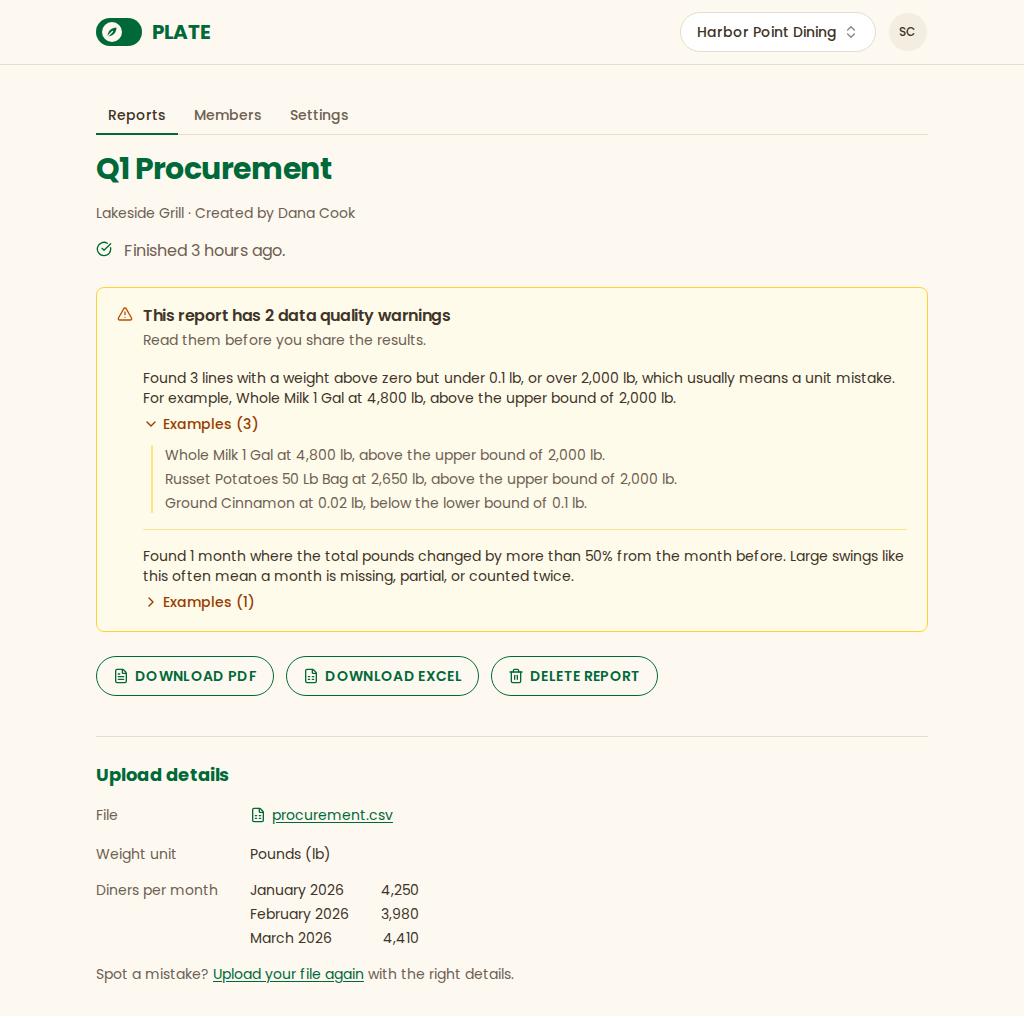 PLATE
Harbor Point Dining
SC
Reports
Members
Settings
Q1 Procurement
Lakeside Grill · Created by Dana Cook
Finished 3 hours ago.
This report has 2 data quality warnings
Read them before you share the results.
Found 3 lines with a weight above zero but under 0.1 lb, or over 2,000 lb, which usually means a unit mistake.
For example, Whole Milk 1 Gal at 4,800 lb, above the upper bound of 2,000 lb.
Examples (3)
Whole Milk 1 Gal at 4,800 lb, above the upper bound of 2,000 lb.
Russet Potatoes 50 Lb Bag at 2,650 lb, above the upper bound of 2,000 lb.
Ground Cinnamon at 0.02 lb, below the lower bound of 0.1 lb.
Found 1 month where the total pounds changed by more than 50% from the month before. Large swings like
this often mean a month is missing, partial, or counted twice.
Examples (1)
DOWNLOAD PDF
DOWNLOAD EXCEL
DELETE REPORT
Upload details
File procurement.csv
Weight unit Pounds (lb)
Diners per month January 2026 4,250
February 2026 3,980
March 2026 4,410
Spot a mistake? Upload your file again with the right details.